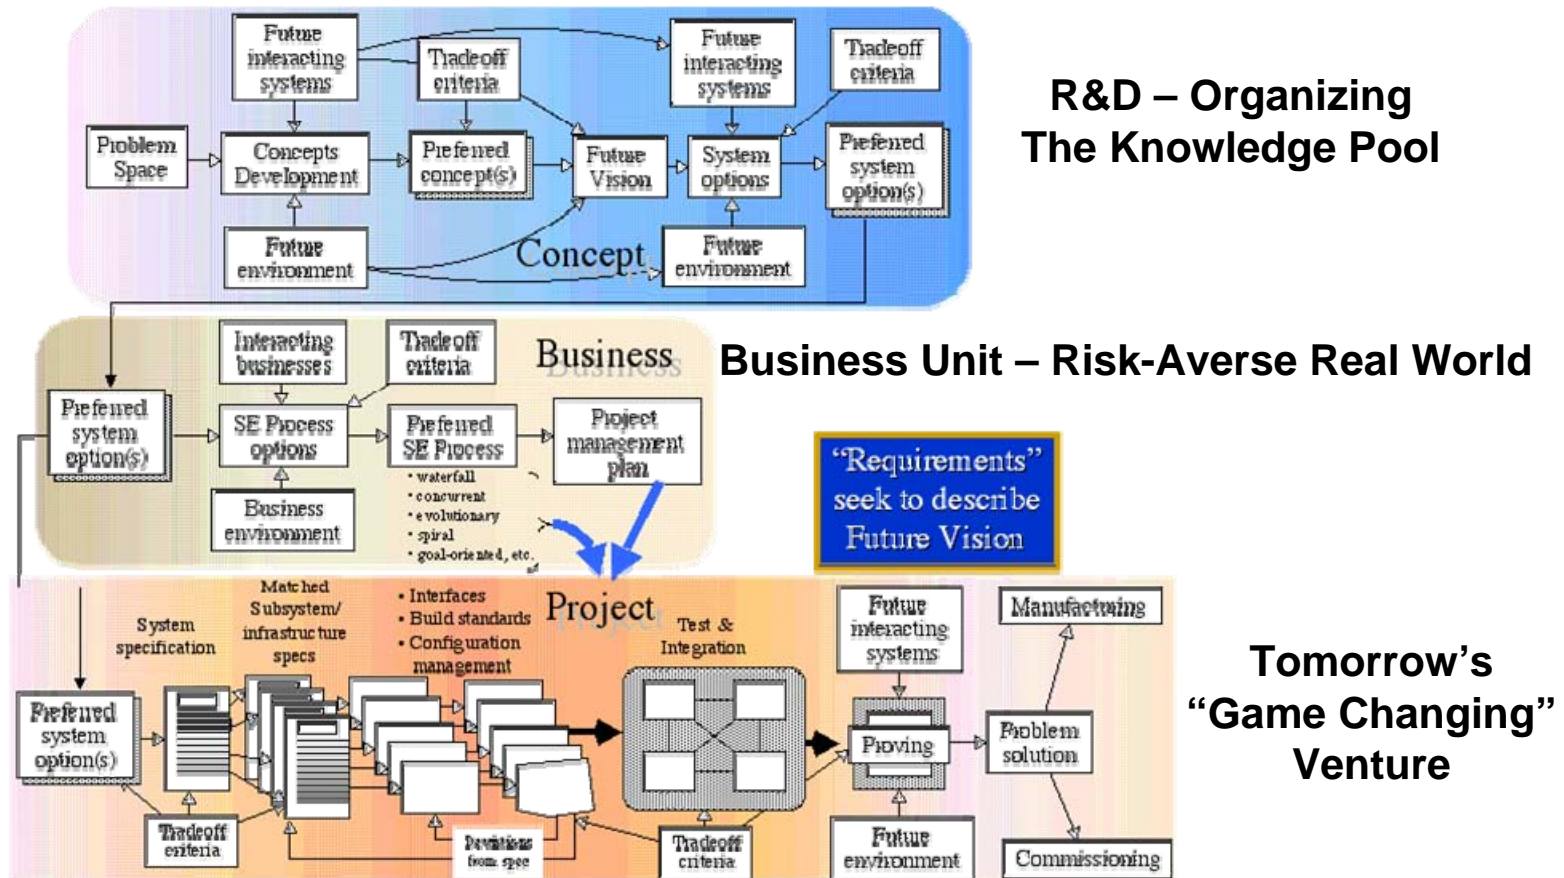 Future
interacting
systems
Tradeoff
criteria
Future
interacting
systems
Tradeoff
criteria
R&D – Organizing
The Knowledge Pool
Problem
Space
Concepts
Development
Preferred
concept(s)
Future
Vision
System
options
Preferred
system
option(s)
Future
environment
Concept
Future
environment
Interacting
businesses
Tradeoff
criteria
Business
Business Unit – Risk-Averse Real World
Preferred
system
option(s)
SE Process
options
Preferred
SE Process
Project
management
plan
• waterfall
• concurrent
• evolutionary
• spiral
• goal-oriented, etc.
Business
environment
“Requirements”
seek to describe
Future Vision
System
specification
Matched
Subsystem/
infrastructure
specs
• Interfaces
• Build standards
• Configuration
management
Project
Test &
Integration
Future
interacting
systems
Manufacturing
Tomorrow’s
“Game Changing”
Venture
Preferred
system
option(s)
Proving
Problem
solution
Tradeoff
criteria
Deviations
from spec
Tradeoff
criteria
Future
environment
Commissioning